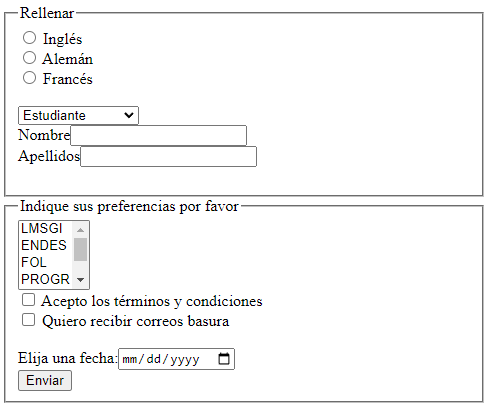 Rellenar
Inglés
Alemán
Francés
Estudiante
Nombre
Apellidos
Indique sus preferencias por favor
LMSGI
ENDES
FOL
PROGR
Acepto los términos y condiciones
Quiero recibir correos basura
Elija una fecha: mm/dd/yyyy
Enviar